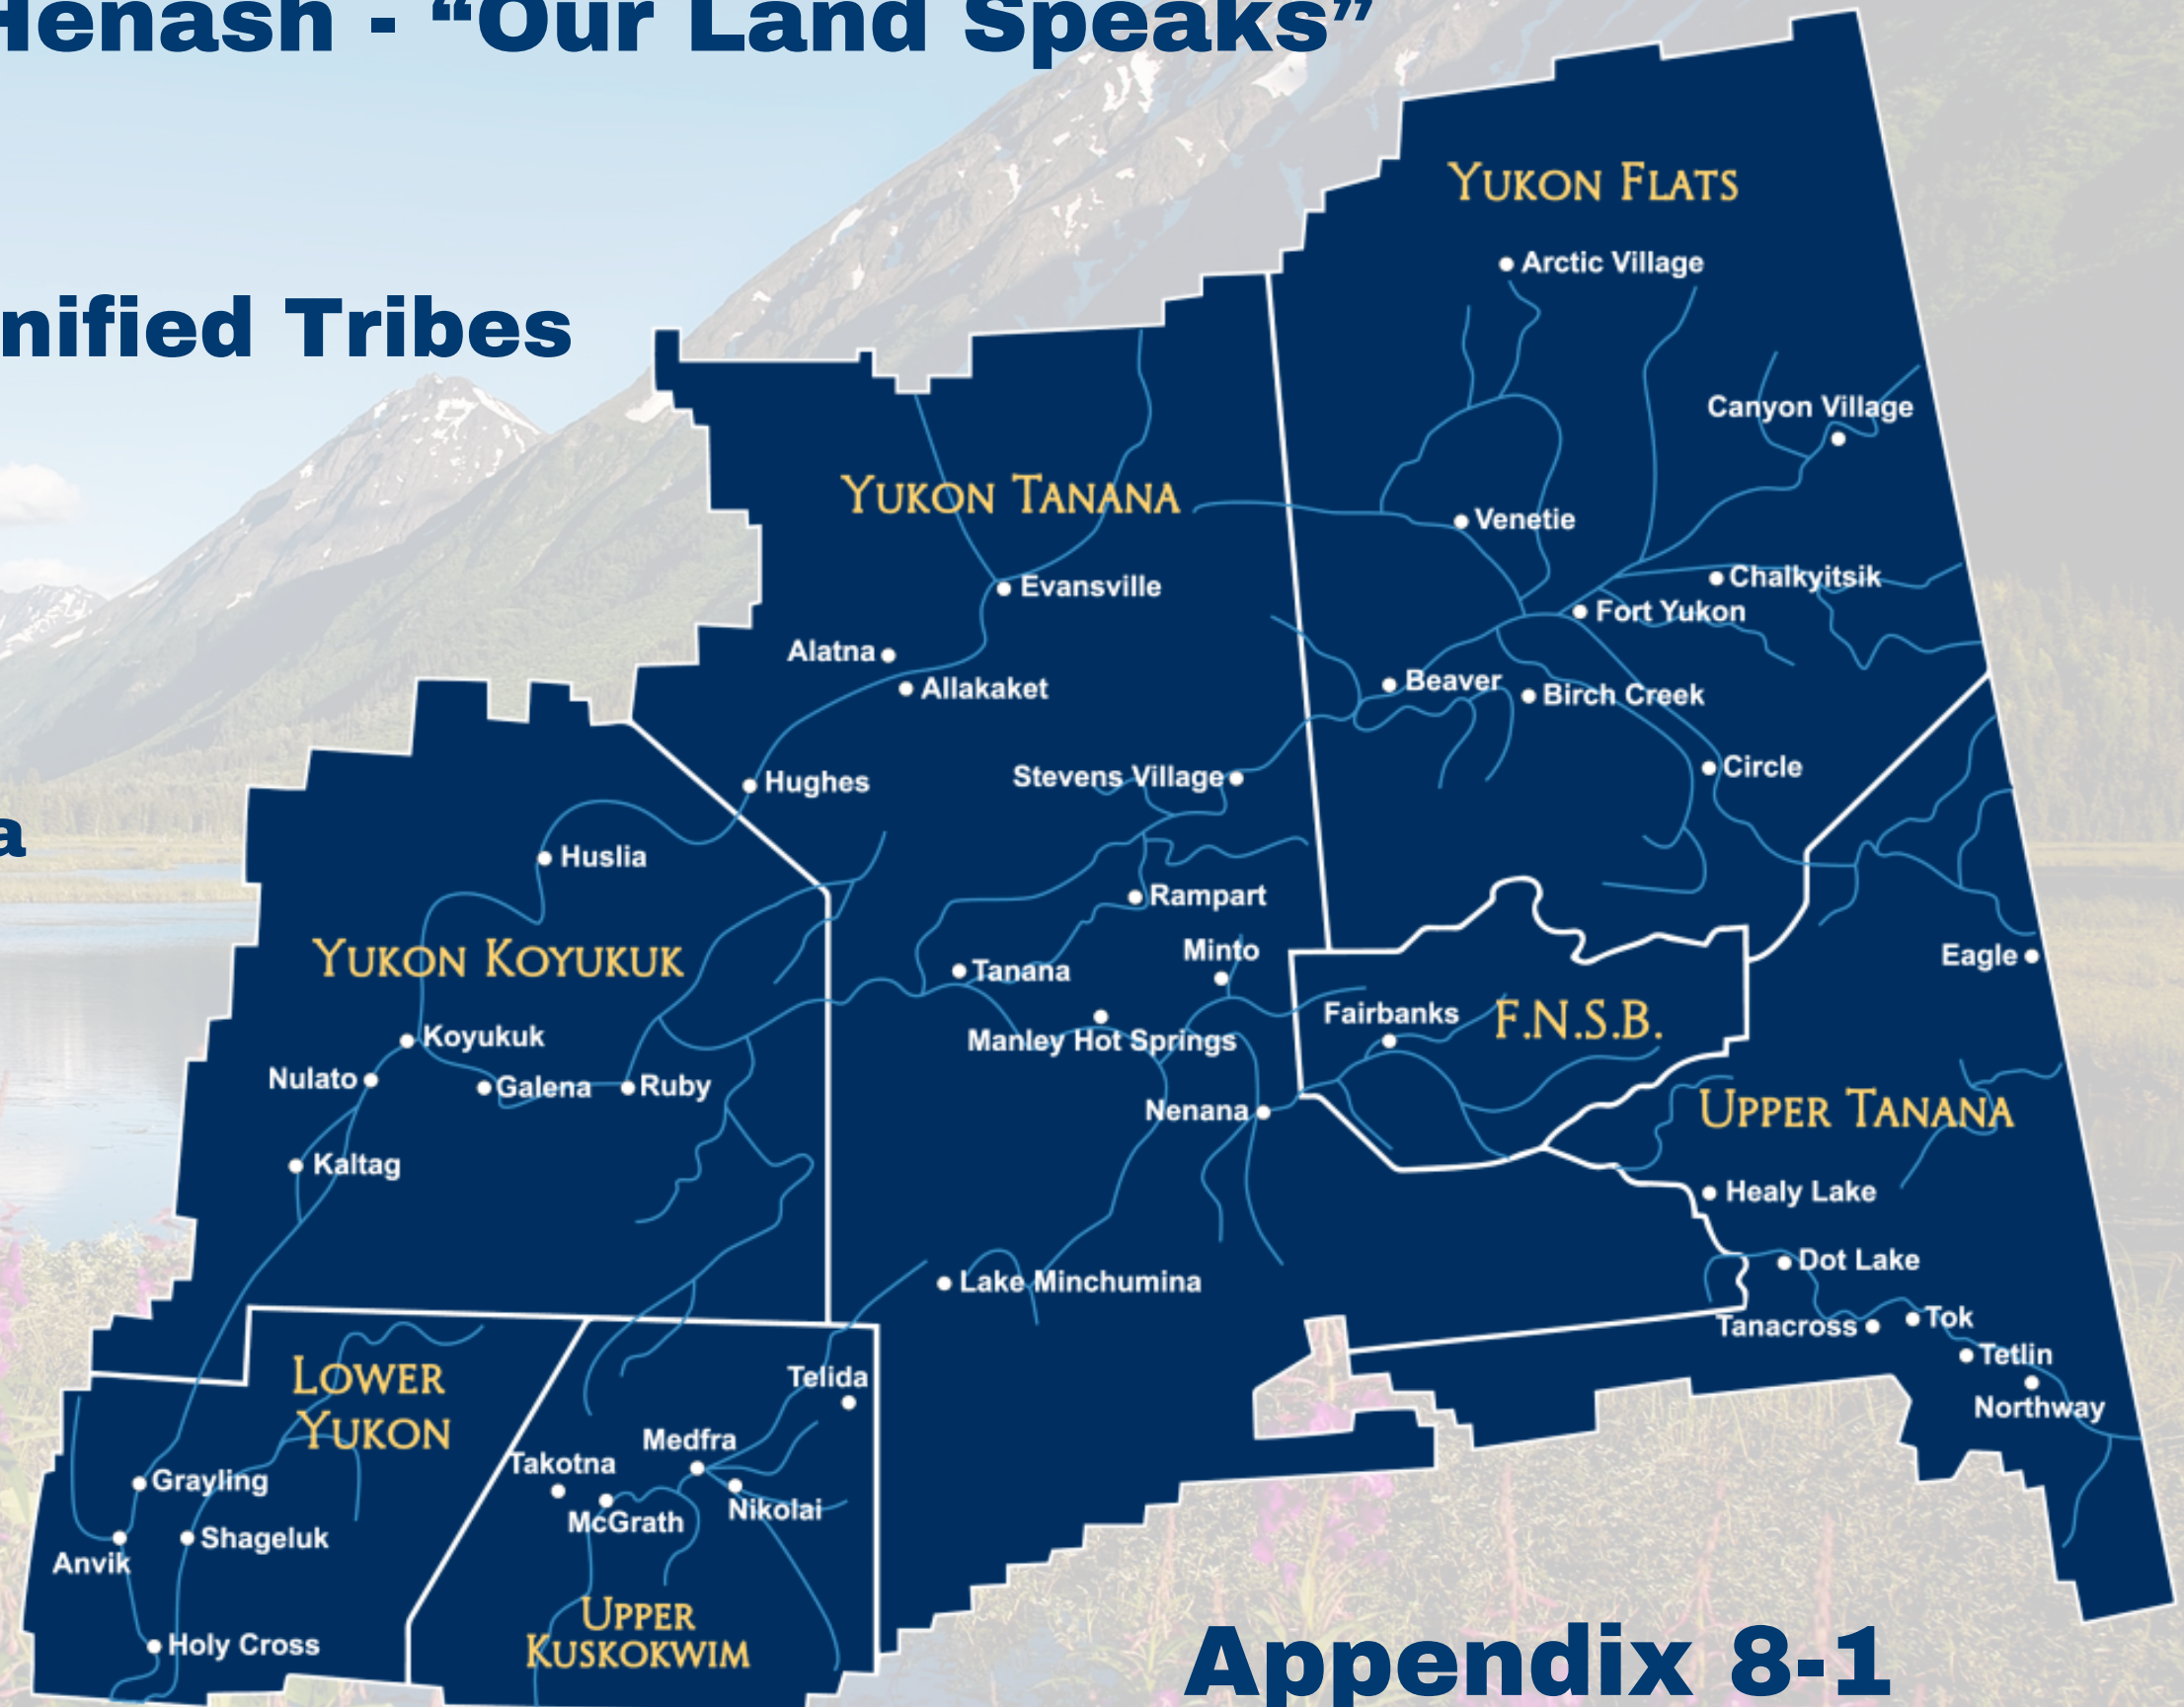 Henash - “Our Land Speaks”
nified Tribes
a
YUKON FLATS
Arctic Village
Canyon Village
YUKON TANANA
Venetie
Evansville
Chalkyitsik
Fort Yukon
Alatna
Allakaket
Beaver
Birch Creek
Stevens Village
Circle
Hughes
Huslia
Rampart
YUKON KOYUKUK
Minto
Tanana
Eagle
Fairbanks
F.N.S.B.
Koyukuk
Manley Hot Springs
Nulato
Galena
Ruby
Nenana
UPPER TANANA
Kaltag
Healy Lake
Dot Lake
Lake Minchumina
Tanacross
Tok
Tetlin
Northway
LOWER
YUKON
Telida
Medfra
Takotna
Grayling
Nikolai
McGrath
Shageluk
Anvik
UPPER
KUSKOKWIM
Holy Cross
Appendix 8-1